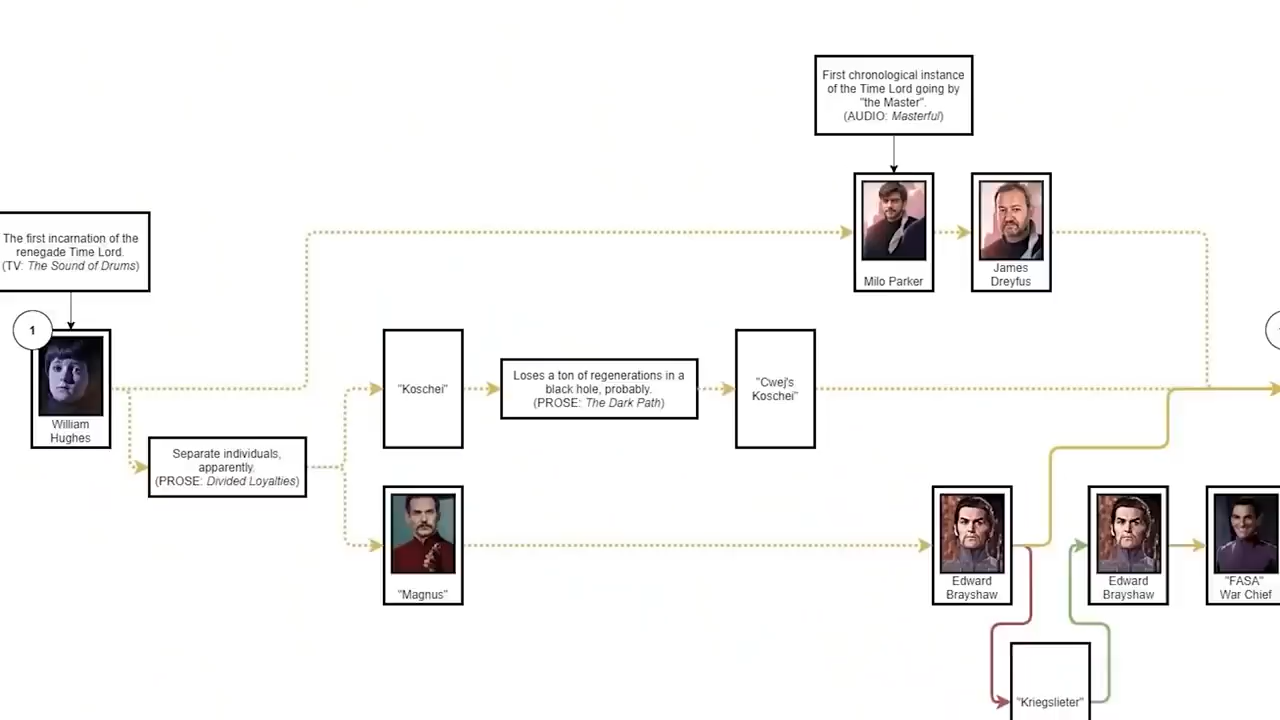 First chronological instance
of the Time Lord going by
"the Master".
(AUDIO: Masterful)
Milo Parker
James
Dreyfus
The first incarnation of the
renegade Time Lord.
(TV: The Sound of Drums)
1
William
Hughes
"Koschei"
Loses a ton of regenerations in a
black hole, probably.
(PROSE: The Dark Path)
"Cwej's
Koschei"
Separate individuals,
apparently.
(PROSE: Divided Loyalties)
"Magnus"
Edward
Brayshaw
Edward
Brayshaw
"FASA"
War Chief
"Kriegslieter"